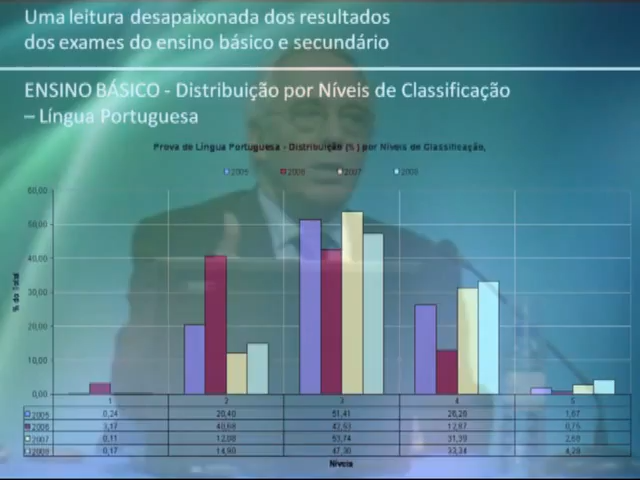 Uma leitura desapaixonada dos resultados
dos exames do ensino básico e secundário
ENSINO BÁSICO - Distribuição por Níveis de Classificação
– Língua Portuguesa
Prova de Língua Portuguesa - Distribuição (%) por Níveis de Classificação,
2005 2006 2007 2008
% do Total
60,00
50,00
40,00
30,00
20,00
10,00
0,00
1 2 3 4 5
2005 0,24 20,40 51,41 26,28 1,67
2006 3,17 40,68 42,53 12,87 0,75
2007 0,11 12,08 53,74 31,39 2,68
2008 0,17 14,90 47,30 33,34 4,29
Níveis